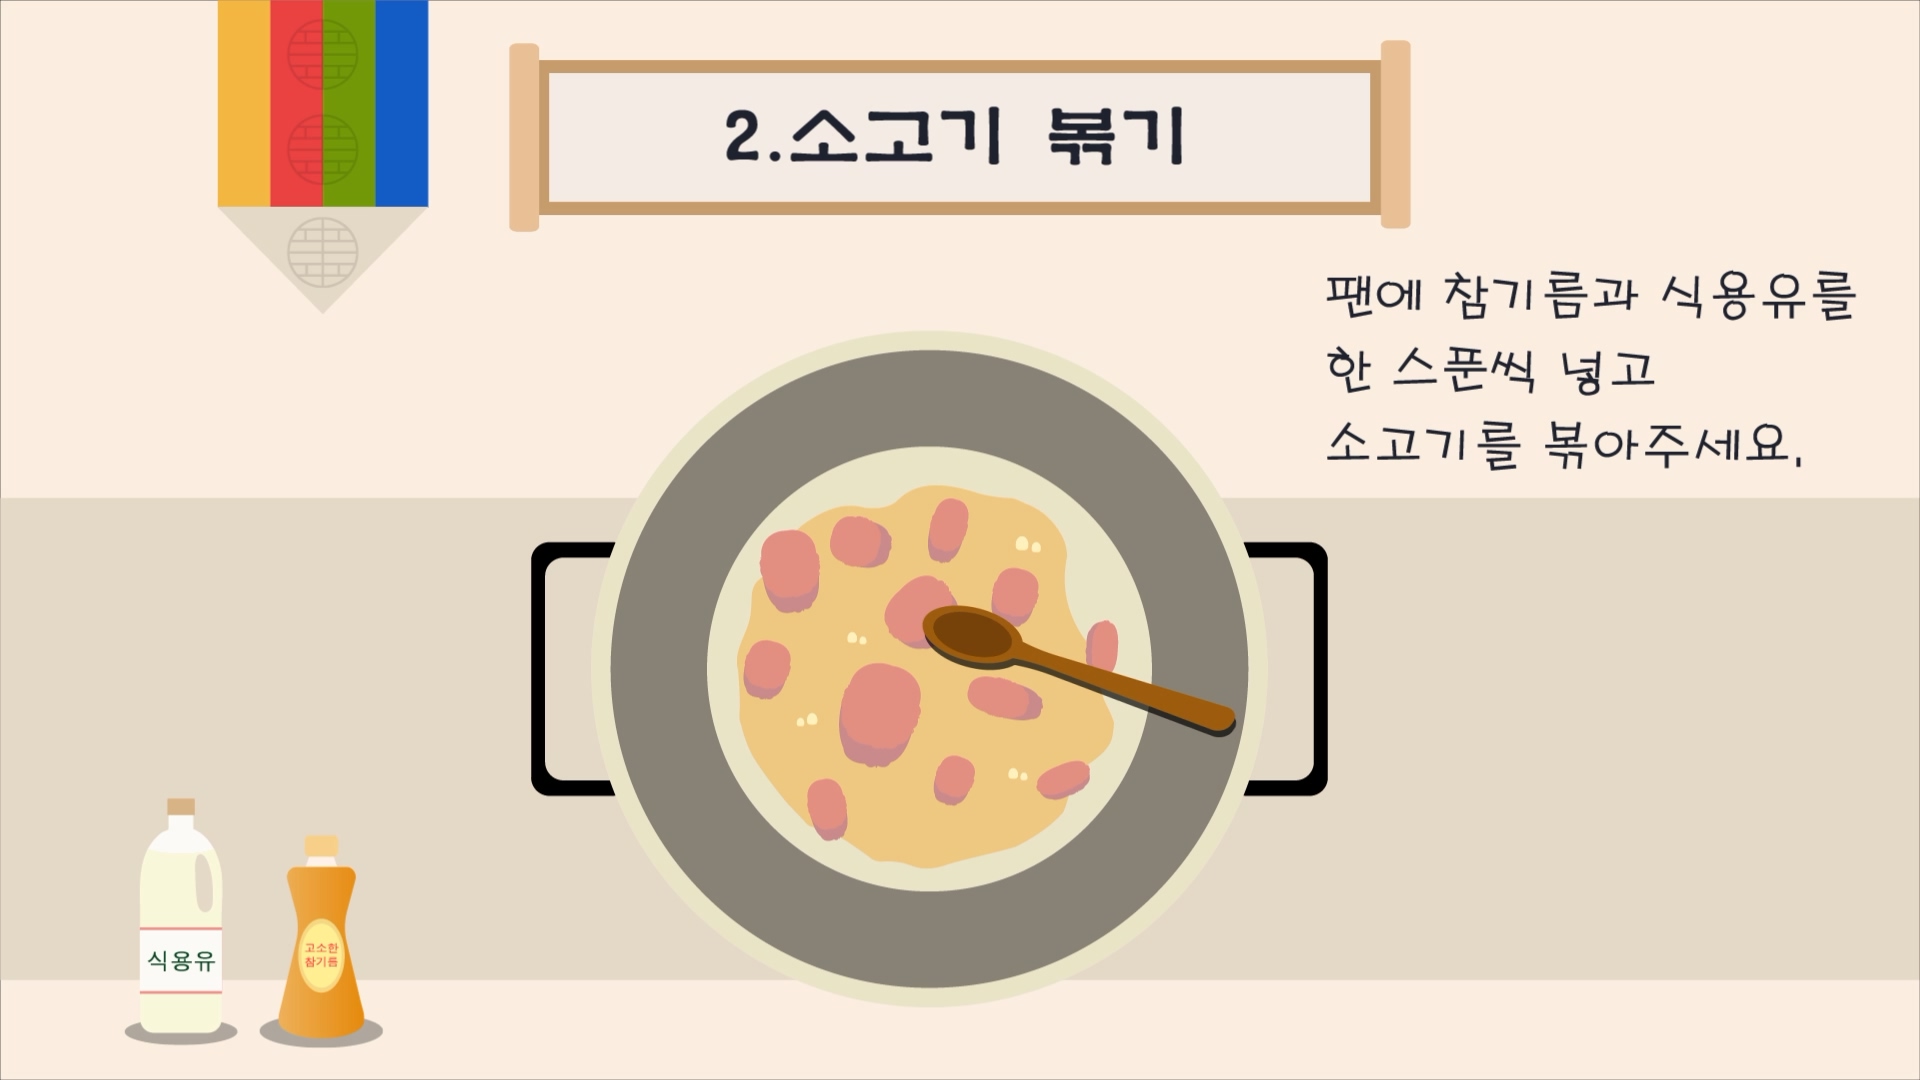 2.소고기 볶기
팬에 참기름과 식용유를
한 스푼씩 넣고
소고기를 볶아주세요.
식용유
고소한
참기름